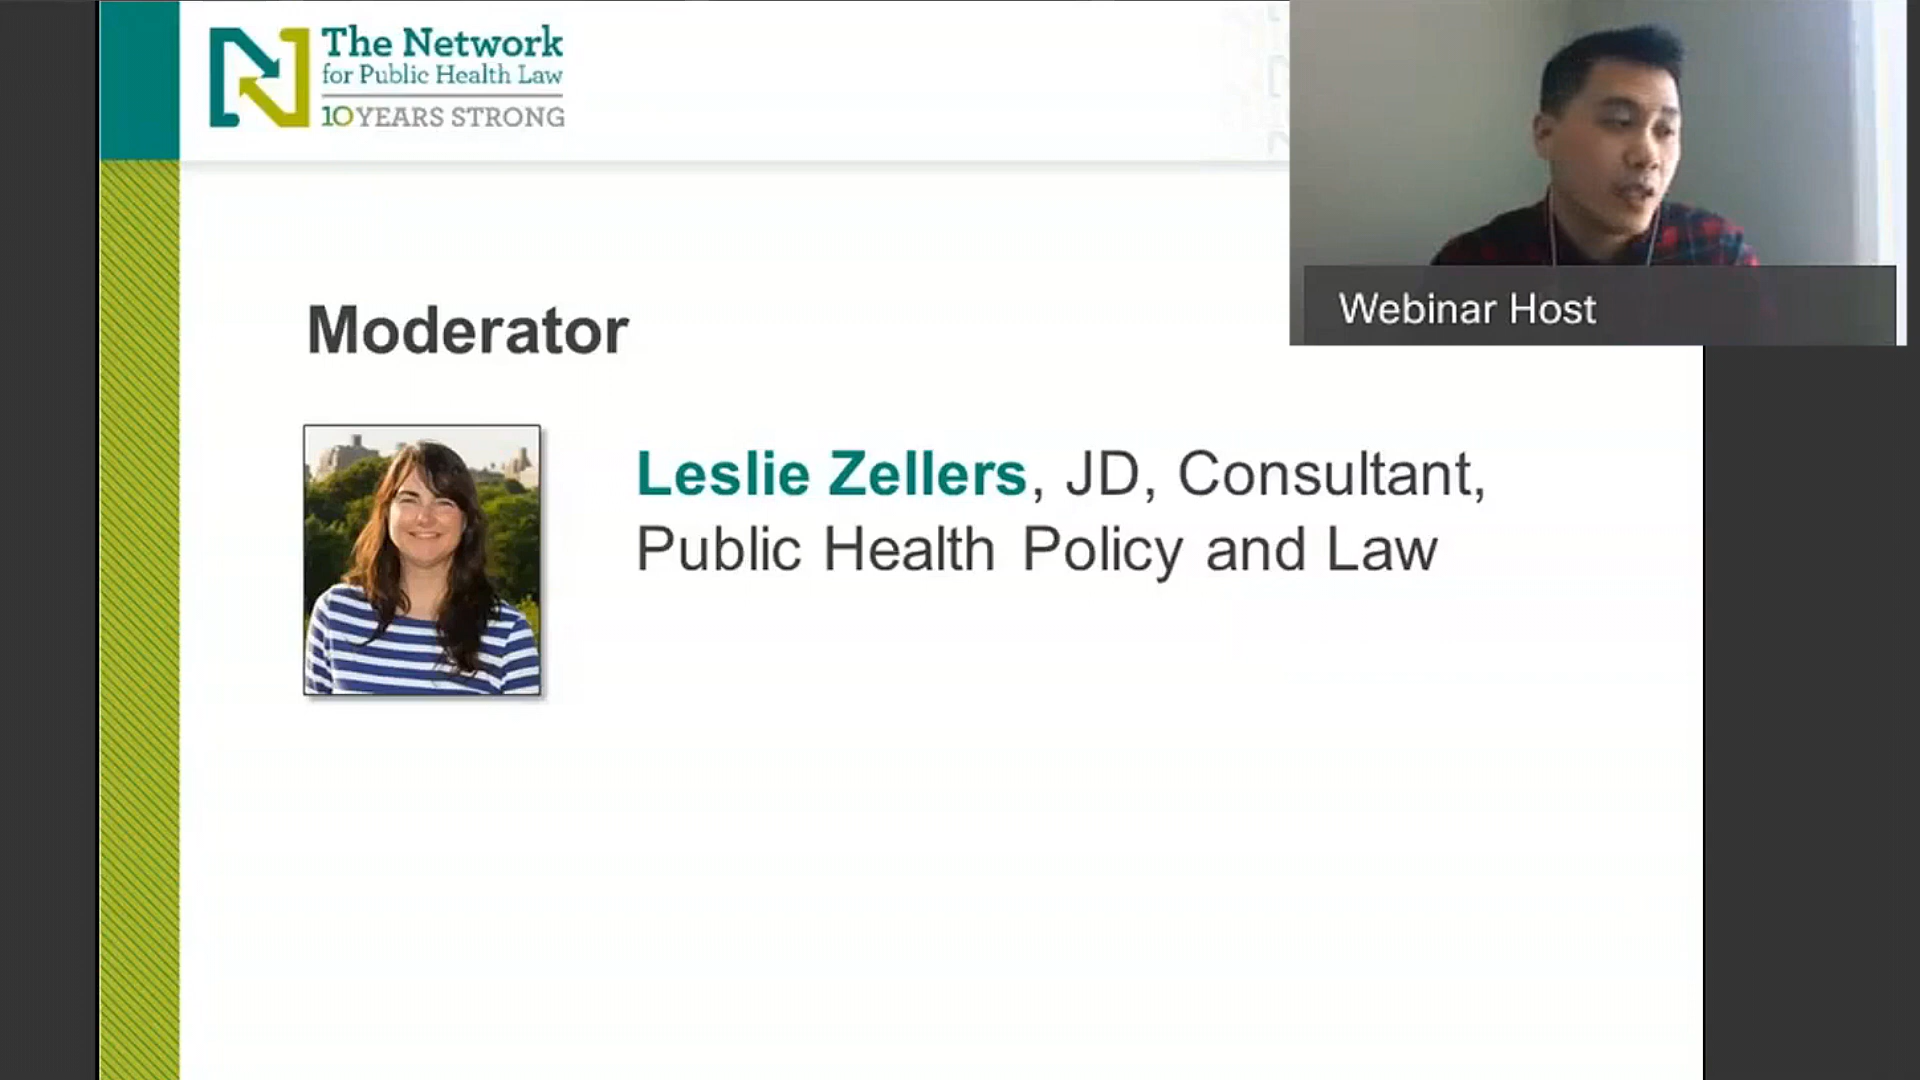 The Network
for Public Health Law
10 YEARS STRONG
Webinar Host
Moderator
Leslie Zellers, JD, Consultant,
Public Health Policy and Law